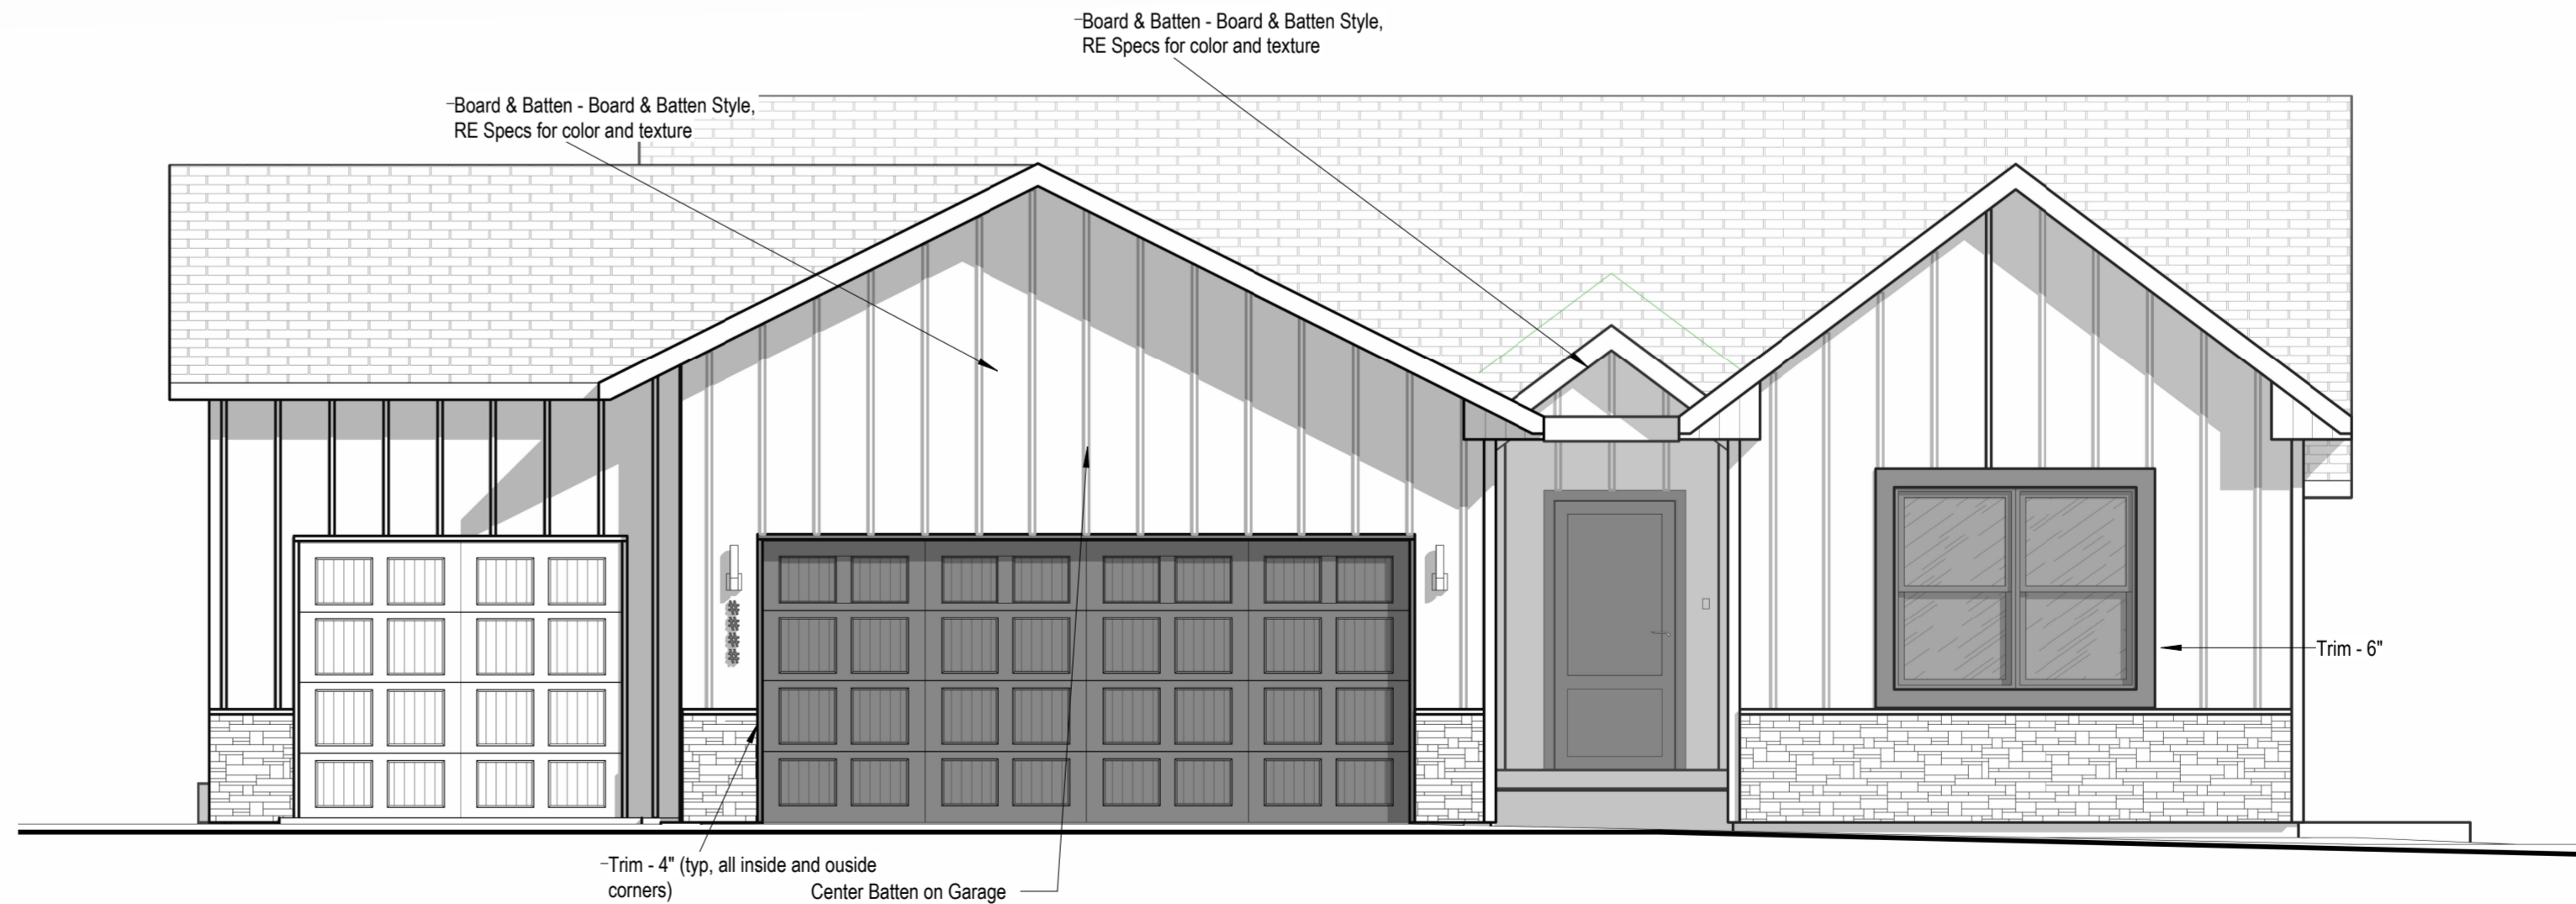 Board & Batten - Board & Batten Style,
RE Specs for color and texture
Board & Batten - Board & Batten Style,
RE Specs for color and texture
Trim - 6"
Trim - 4" (typ, all inside and ouside
corners)
Center Batten on Garage